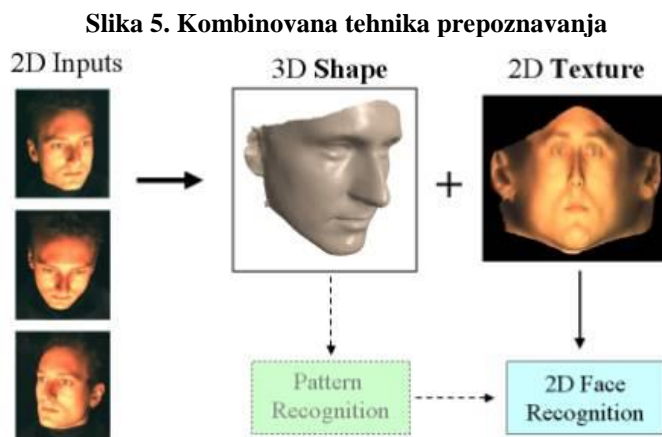 Slika 5. Kombinovana tehnika prepoznavanja
2D Inputs
3D Shape
2D Texture
+
Pattern
Recognition
2D Face
Recognition